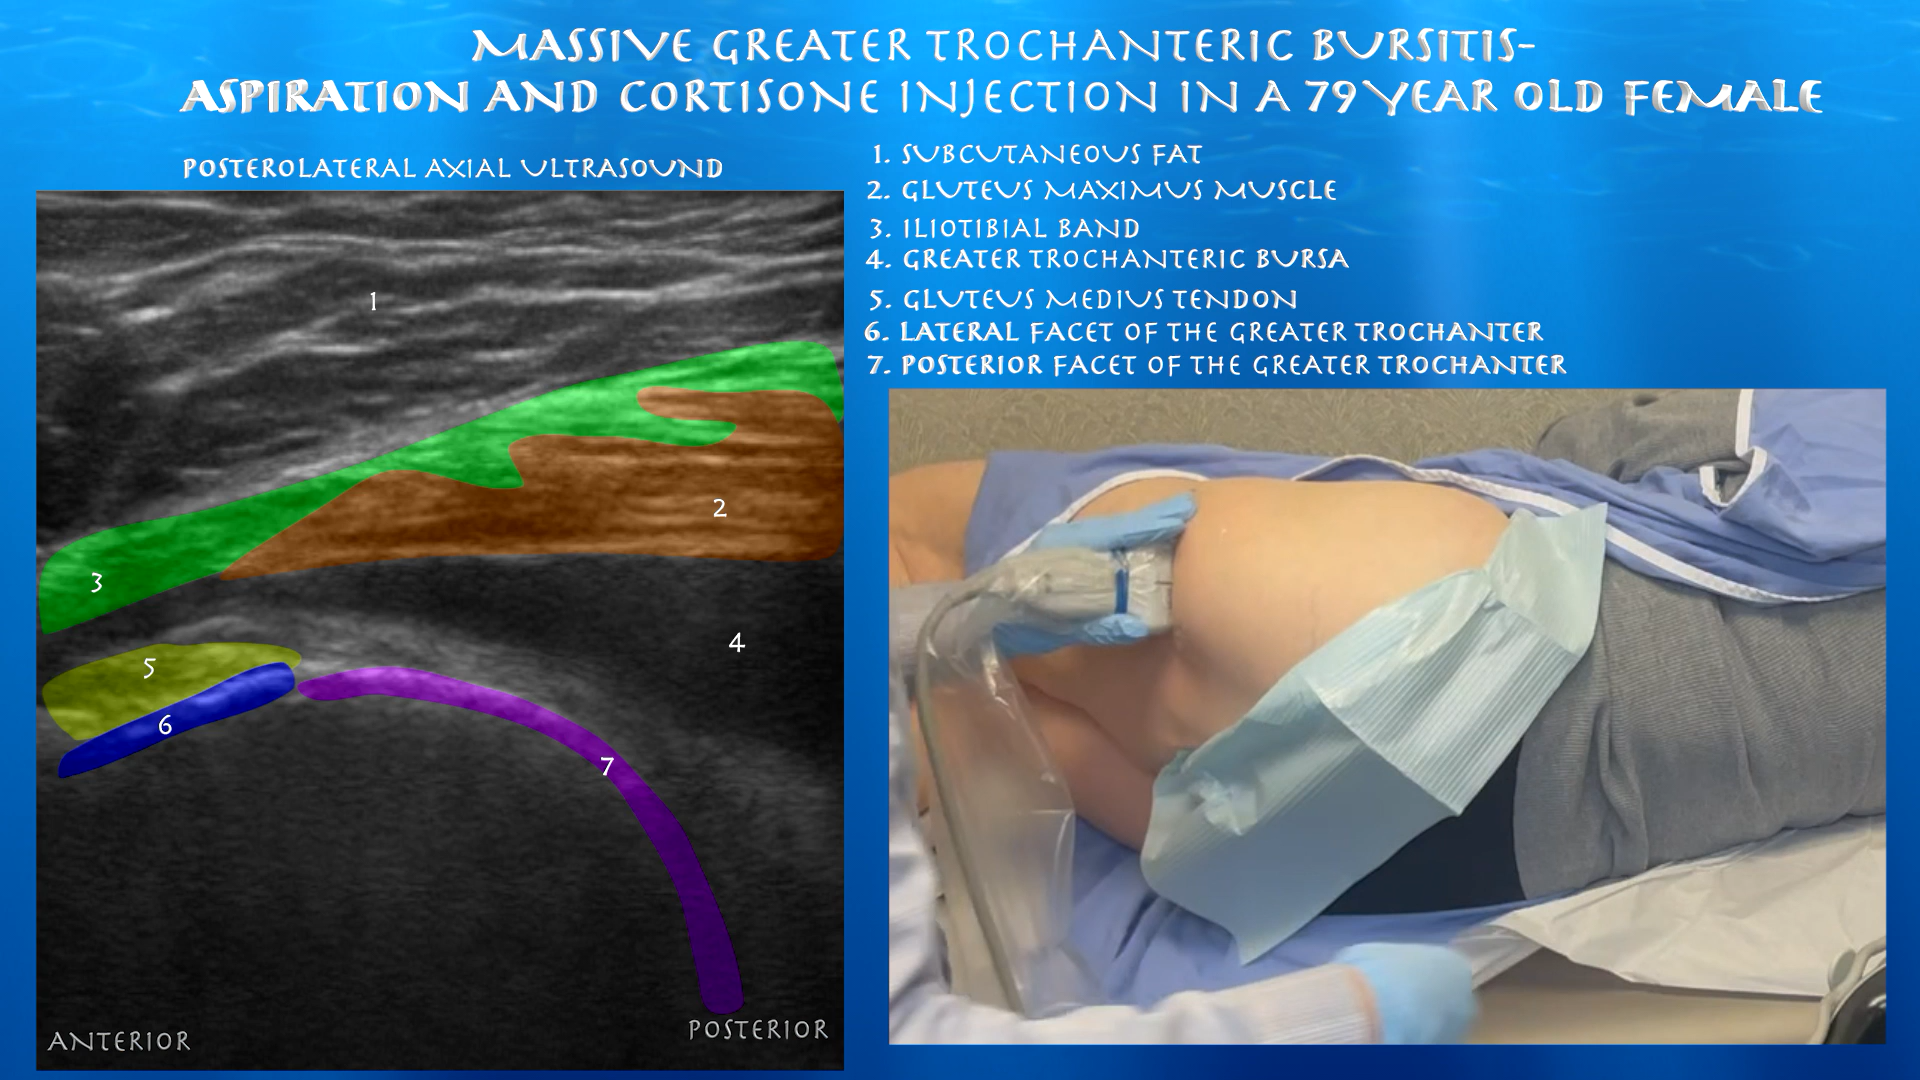 MASSIVE GREATER TROCHANTERIC BURSITIS-
ASPIRATION AND CORTISONE INJECTION IN A 79 YEAR OLD FEMALE
POSTEROLATERAL AXIAL ULTRASOUND
1. SUBCUTANEOUS FAT
2. GLUTEUS MAXIMUS MUSCLE
3. ILIOTIBIAL BAND
4. GREATER TROCHANTERIC BURSA
5. GLUTEUS MEDIUS TENDON
6. LATERAL FACET OF THE GREATER TROCHANTER
7. POSTERIOR FACET OF THE GREATER TROCHANTER
1
2
3
4
5
6
7
ANTERIOR
POSTERIOR